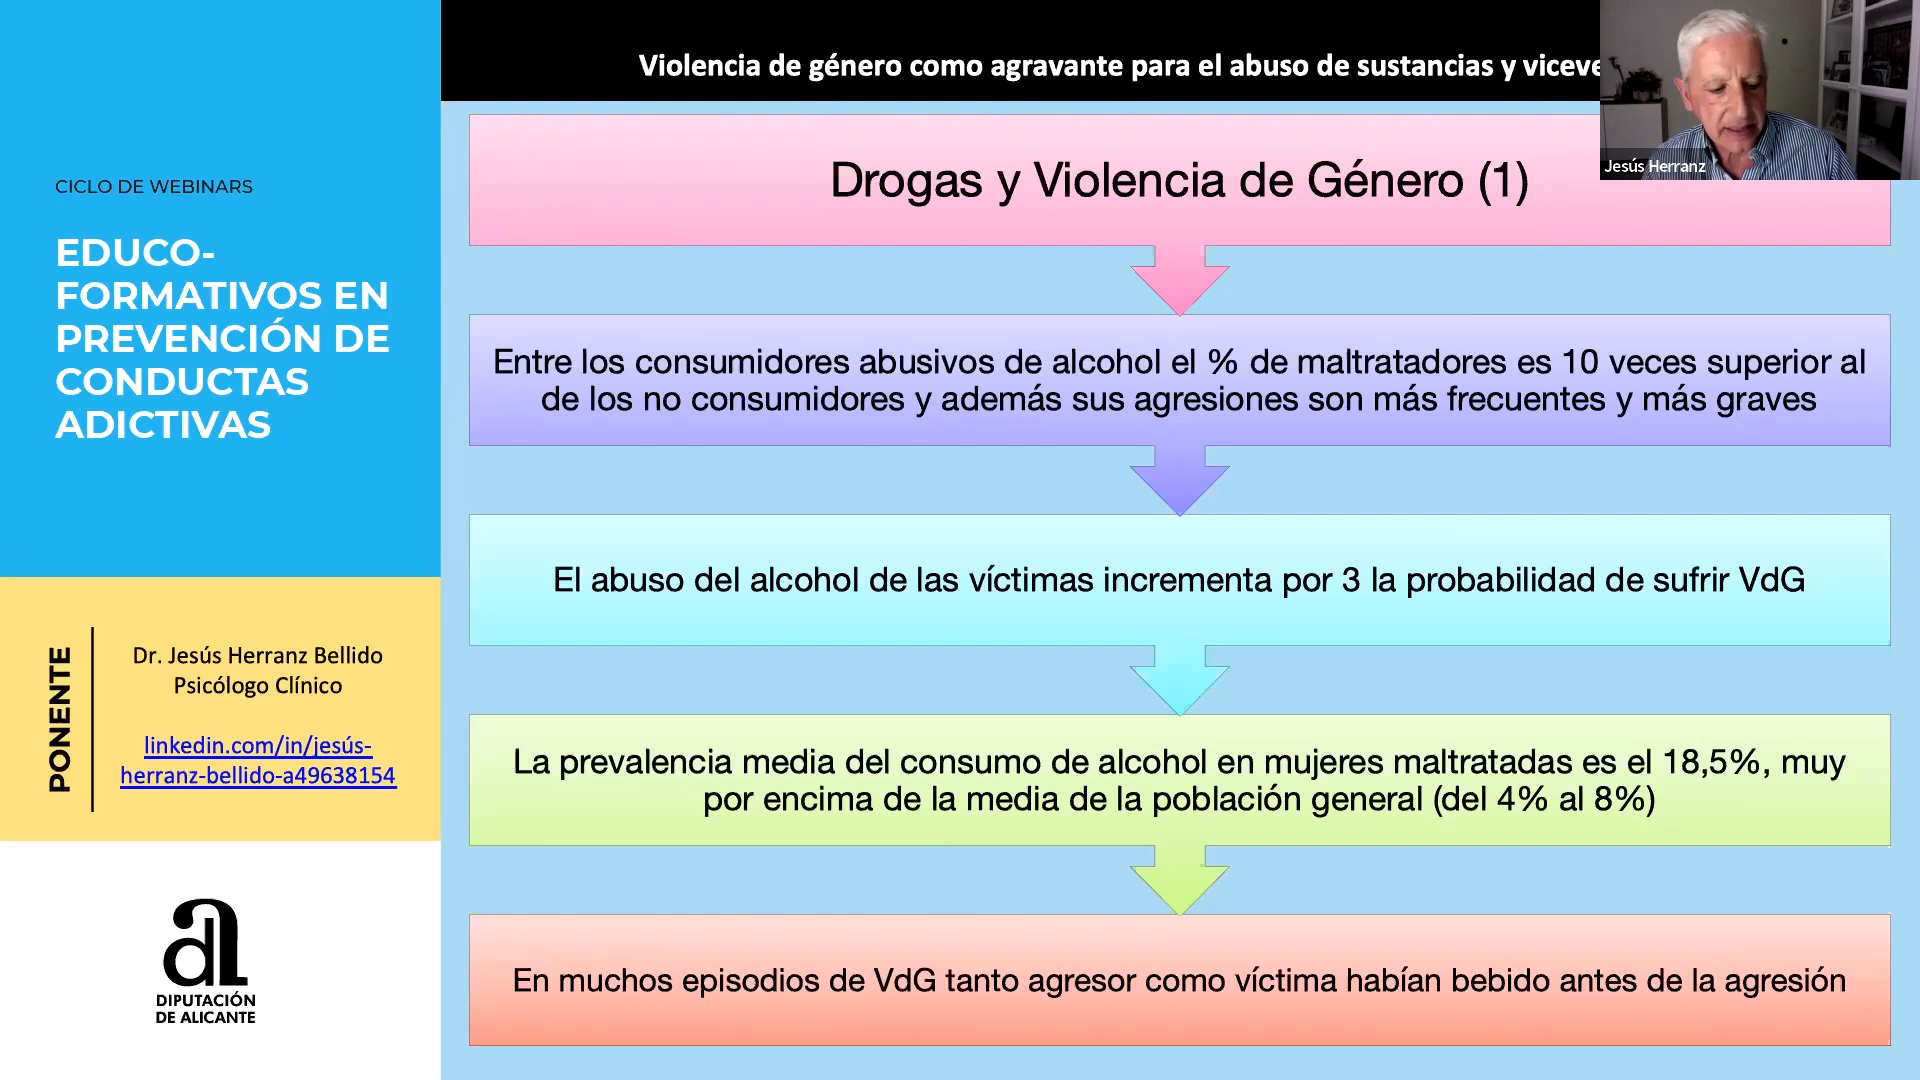 CICLO DE WEBINARS
EDUCO-
FORMATIVOS EN
PREVENCIÓN DE
CONDUCTAS
ADICTIVAS
PONENTE
Dr. Jesús Herranz Bellido
Psicólogo Clínico
linkedin.com/in/jesús-
herranz-bellido-a49638154
DIPUTACIÓN
DE ALICANTE
Violencia de género como agravante para el abuso de sustancias y viceve
Jesús Herranz
Drogas y Violencia de Género (1)
Entre los consumidores abusivos de alcohol el % de maltratadores es 10 veces superior al
de los no consumidores y además sus agresiones son más frecuentes y más graves
El abuso del alcohol de las víctimas incrementa por 3 la probabilidad de sufrir VdG
La prevalencia media del consumo de alcohol en mujeres maltratadas es el 18,5%, muy
por encima de la media de la población general (del 4% al 8%)
En muchos episodios de VdG tanto agresor como víctima habían bebido antes de la agresión